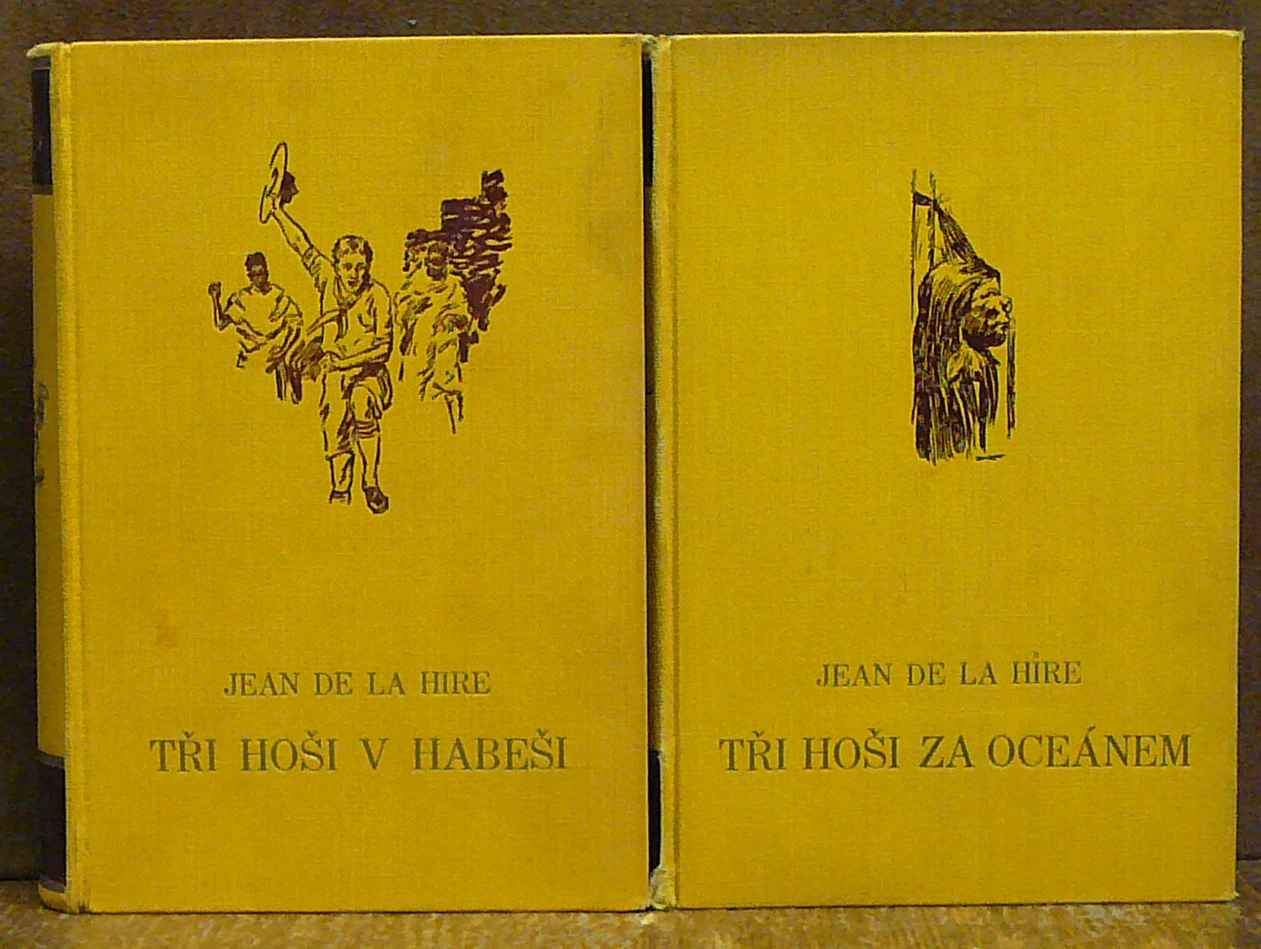 JEAN DE LA HIRE
TŘI HOŠI V HABEŠI
JEAN DE LA HIRE
TŘI HOŠI ZA OCEÁNEM